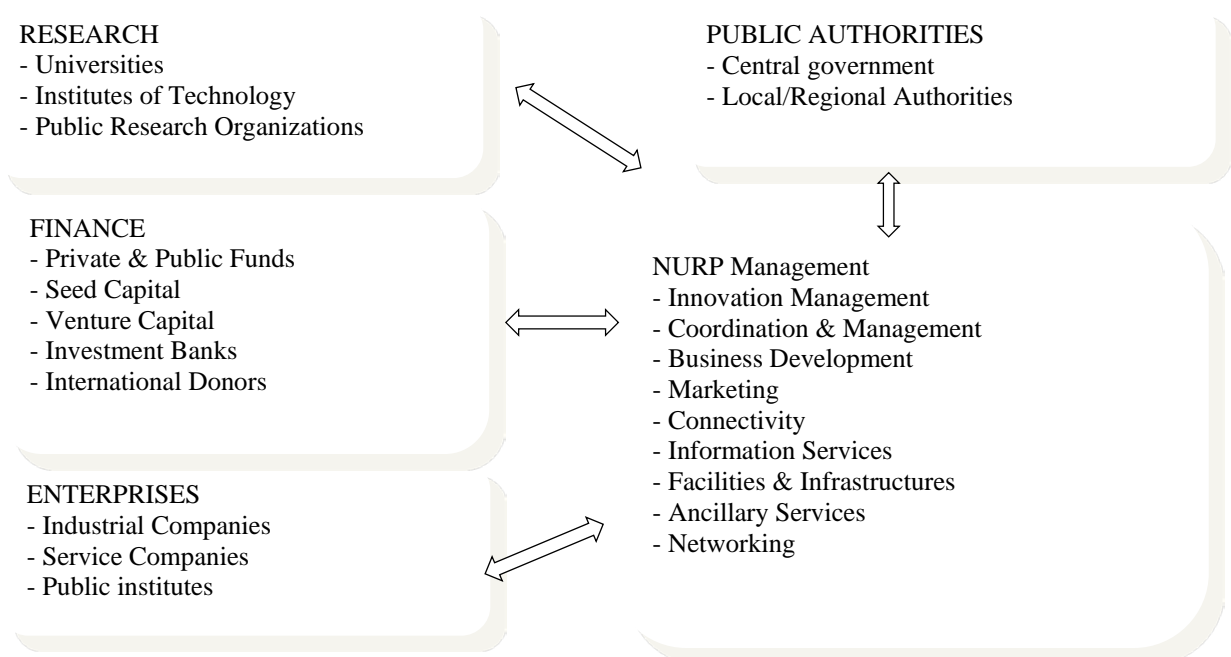 RESEARCH
- Universities
- Institutes of Technology
- Public Research Organizations
PUBLIC AUTHORITIES
- Central government
- Local/Regional Authorities
FINANCE
- Private & Public Funds
- Seed Capital
- Venture Capital
- Investment Banks
- International Donors
NURP Management
- Innovation Management
- Coordination & Management
- Business Development
- Marketing
- Connectivity
- Information Services
- Facilities & Infrastructures
- Ancillary Services
- Networking
ENTERPRISES
- Industrial Companies
- Service Companies
- Public institutes